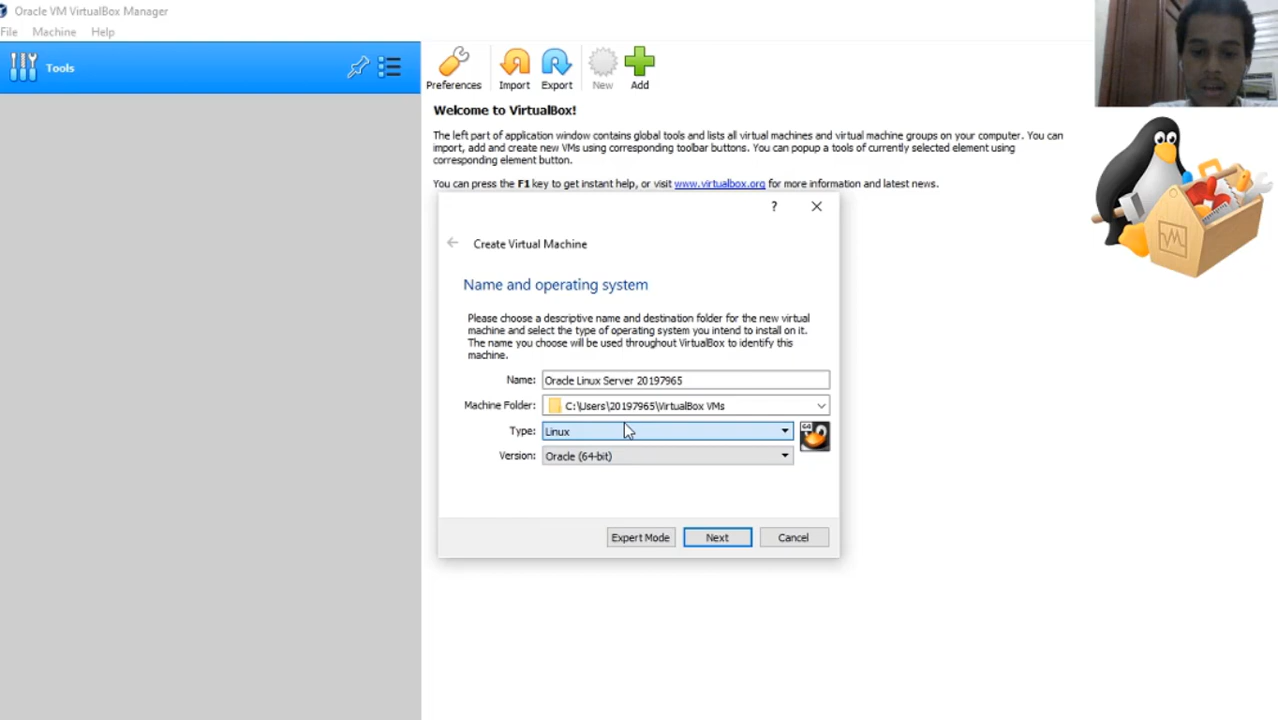 Oracle VM VirtualBox Manager
File Machine Help
Tools
Preferences Import Export New Add
Welcome to VirtualBox!
The left part of application window contains global tools and lists all virtual machines and virtual machine groups on your computer. You can
import, add and create new VMs using corresponding toolbar buttons. You can popup a tools of currently selected element using
corresponding element button.
You can press the F1 key to get instant help, or visit www.virtualbox.org for more information and latest news.
?
Create Virtual Machine
Name and operating system
Please choose a descriptive name and destination folder for the new virtual
machine and select the type of operating system you intend to install on it.
The name you choose will be used throughout VirtualBox to identify this
machine.
Name: Oracle Linux Server 20197965
Machine Folder: C:\Users\20197965\VirtualBox VMs
Type: Linux
64
Version: Oracle (64-bit)
Expert Mode Next Cancel